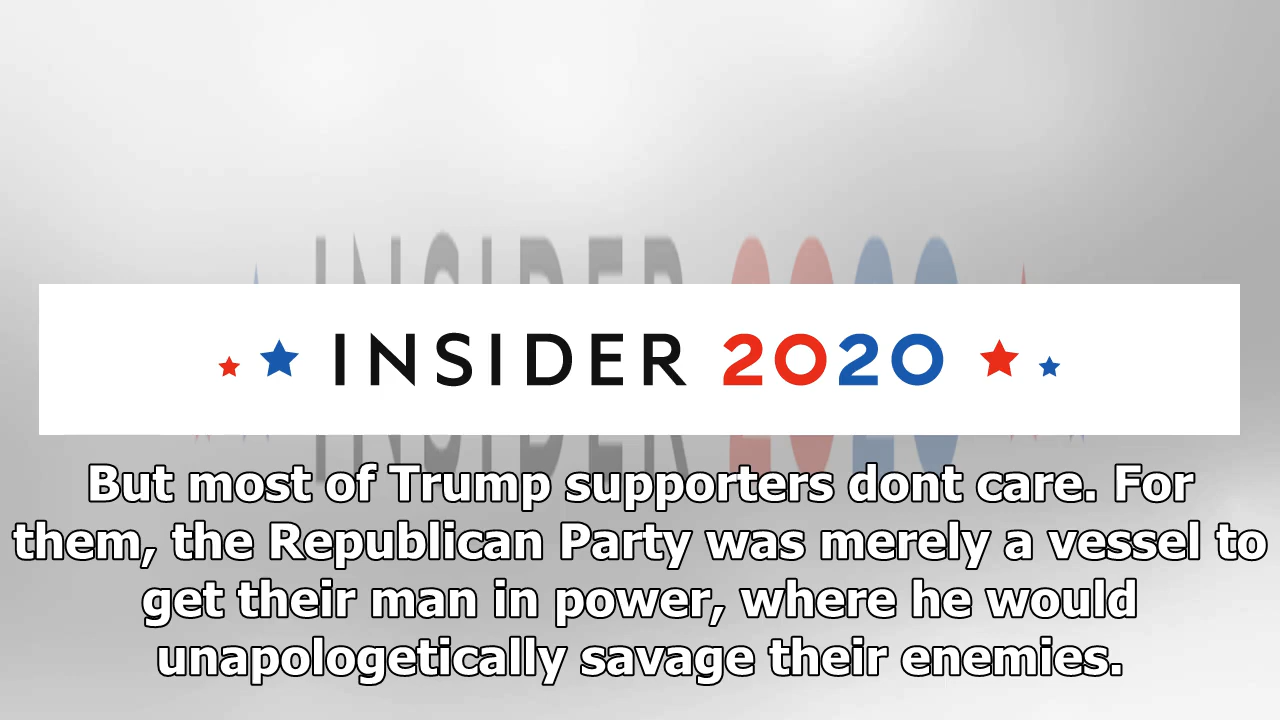 INSIDER 2020
But most of Trump supporters dont care. For
them, the Republican Party was merely a vessel to
get their man in power, where he would
unapologetically savage their enemies.